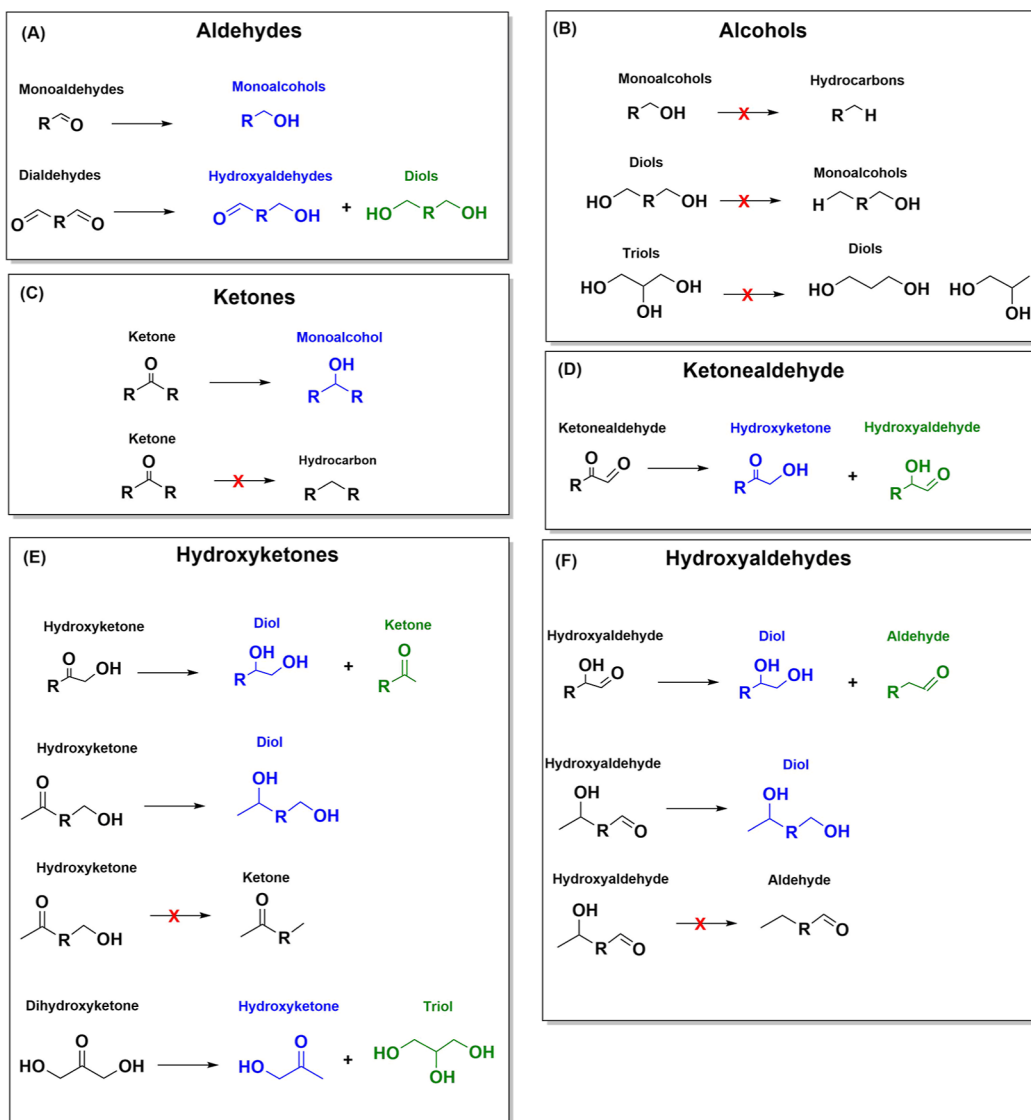 (A)
Aldehydes
Monoaldehydes
Monoalcohols
R O
R OH
Dialdehydes
Hydroxyaldehydes
Diols
O R O
O R OH
+
HO R OH
(B)
Alcohols
Monoalcohols
Hydrocarbons
R OH
X
R H
Diols
Monoalcohols
HO R OH
X
H R OH
Triols
Diols
HO OH OH
X
HO OH
HO OH
(C)
Ketones
Ketone
Monoalcohol
O
R R
OH
R R
Ketone
Hydrocarbon
O
R R
X
R R
(D)
Ketonealdehyde
Ketonealdehyde
Hydroxyketone
Hydroxyaldehyde
O O
R
O OH
R
+
OH O
R
(E)
Hydroxyketones
Hydroxyketone
Diol
Ketone
O OH
R
OH OH
R
+
O
R
Hydroxyketone
Diol
O
R OH
OH
R OH
Hydroxyketone
Ketone
O
R OH
X
O
R
Dihydroxyketone
Hydroxyketone
Triol
O
HO OH
O
HO
+
HO OH
OH
(F)
Hydroxyaldehydes
Hydroxyaldehyde
Diol
Aldehyde
OH O
R
OH OH
R
+
O
R
Hydroxyaldehyde
Diol
OH
R O
OH
R OH
Hydroxyaldehyde
Aldehyde
OH
R O
X
R O